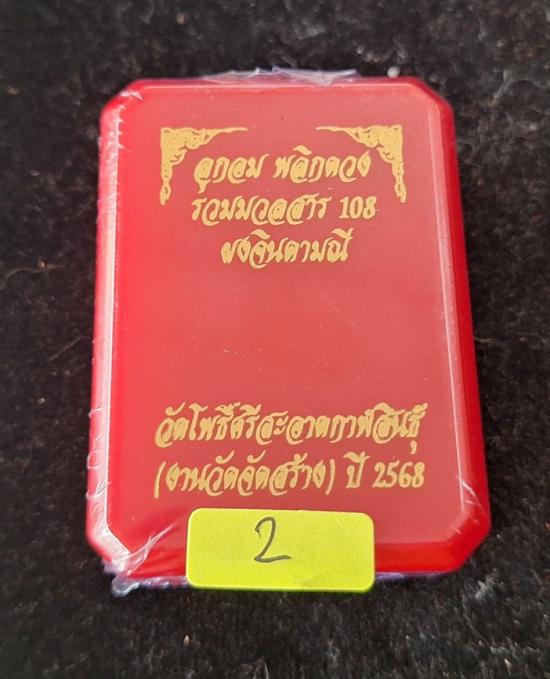 ลูกอม พลิกดวง
รวมมวลสาร 108
ผงจินดามณี
วัดโพธิ์ศรีสะอาดกาฬสินธุ์
(งานวัดจัดสร้าง) ปี 2568
2